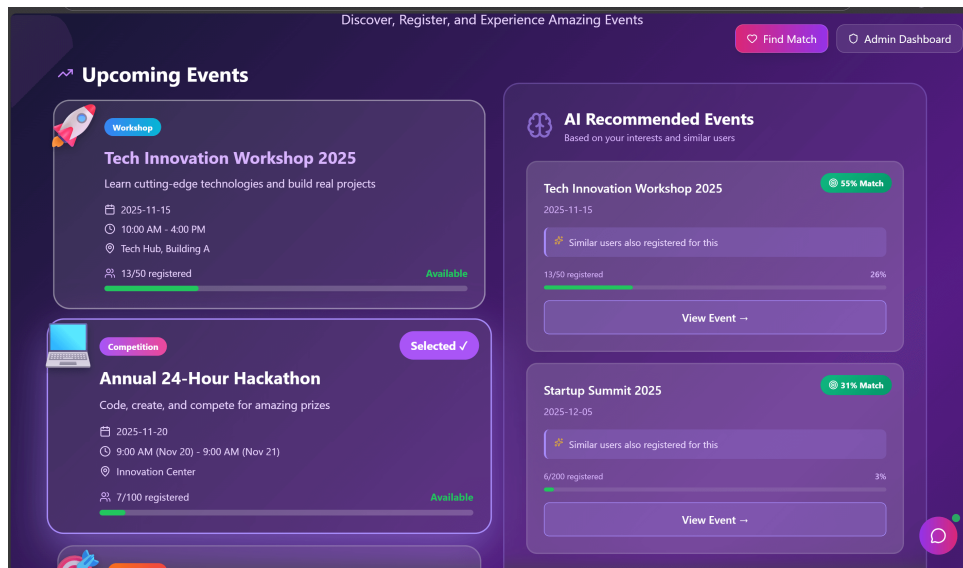 Discover, Register, and Experience Amazing Events
Find Match
Admin Dashboard
Upcoming Events
Workshop
Tech Innovation Workshop 2025
Learn cutting-edge technologies and build real projects
2025-11-15
10:00 AM - 4:00 PM
Tech Hub, Building A
13/50 registered
Available
Competition
Selected ✓
Annual 24-Hour Hackathon
Code, create, and compete for amazing prizes
2025-11-20
9:00 AM (Nov 20) - 9:00 AM (Nov 21)
Innovation Center
7/100 registered
Available
AI Recommended Events
Based on your interests and similar users
Tech Innovation Workshop 2025
55% Match
2025-11-15
Similar users also registered for this
13/50 registered
26%
View Event →
Startup Summit 2025
31% Match
2025-12-05
Similar users also registered for this
6/200 registered
3%
View Event →